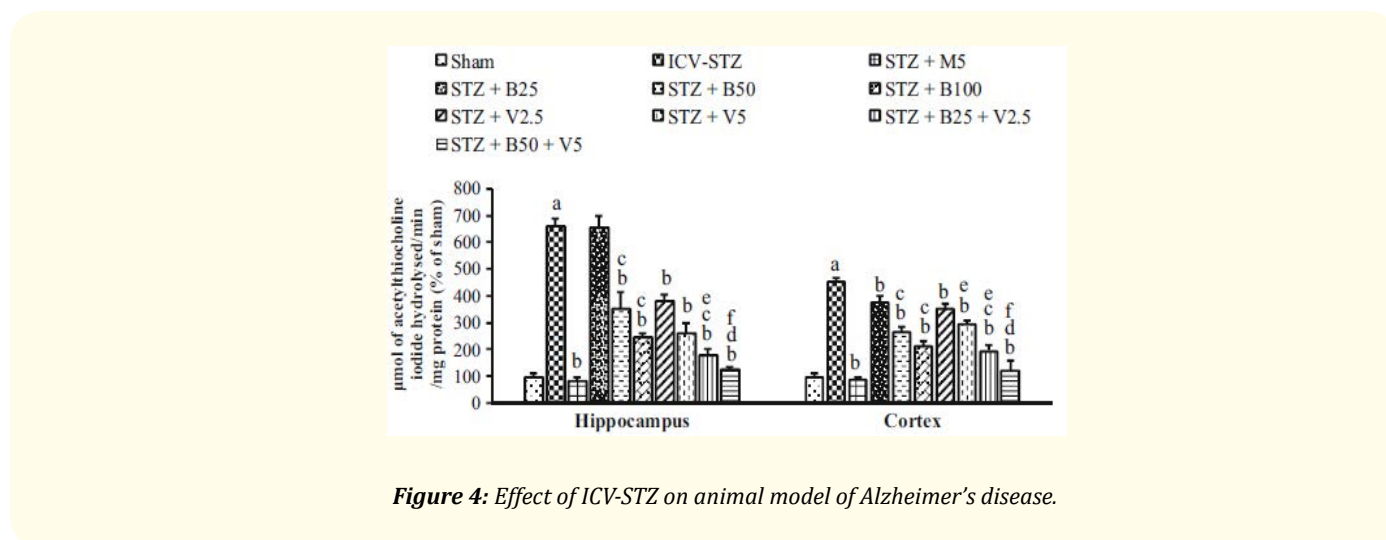 Sham ICV-STZ STZ + M5
STZ + B25 STZ + B50 STZ + B100
STZ + V2.5 STZ + V5 STZ + B25 + V2.5
STZ + B50 + V5
µmol of acetylthiocholine
iodide hydrolysed/min
/mg protein (% of sham)
800
700
600
500
400
300
200
100
0
a
b
c
b
c
b
b
b
e
c
b
f
d
b
a
b
b
c
b
c
b
b
e
b
e
c
b
f
d
b
Hippocampus Cortex
Figure 4: Effect of ICV-STZ on animal model of Alzheimer’s disease.